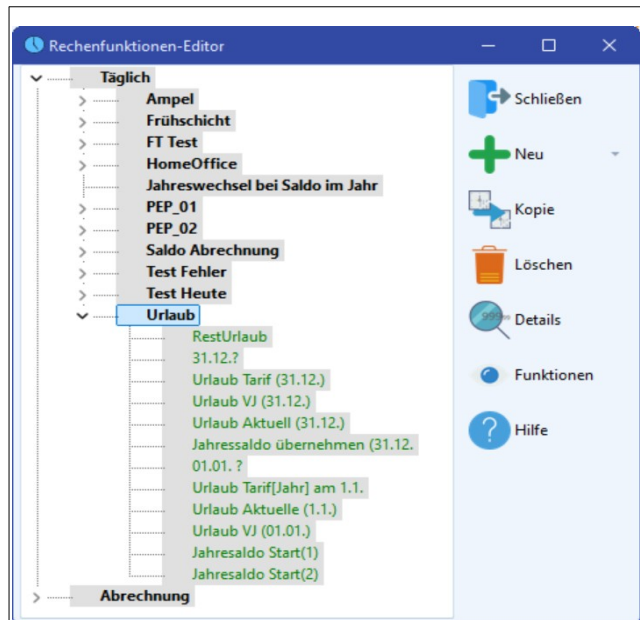 Rechenfunktionen-Editor
Täglich
Ampel
Frühschicht
FT Test
HomeOffice
Jahreswechsel bei Saldo im Jahr
PEP_01
PEP_02
Saldo Abrechnung
Test Fehler
Test Heute
Urlaub
RestUrlaub
31.12.?
Urlaub Tarif (31.12.)
Urlaub VJ (31.12.)
Urlaub Aktuell (31.12.)
Jahressaldo übernehmen (31.12.
01.01. ?
Urlaub Tarif[Jahr] am 1.1.
Urlaub Aktuelle (1.1.)
Urlaub VJ (01.01.)
Jahresaldo Start(1)
Jahresaldo Start(2)
Abrechnung
Schließen
Neu
Kopie
Löschen
Details
Funktionen
Hilfe